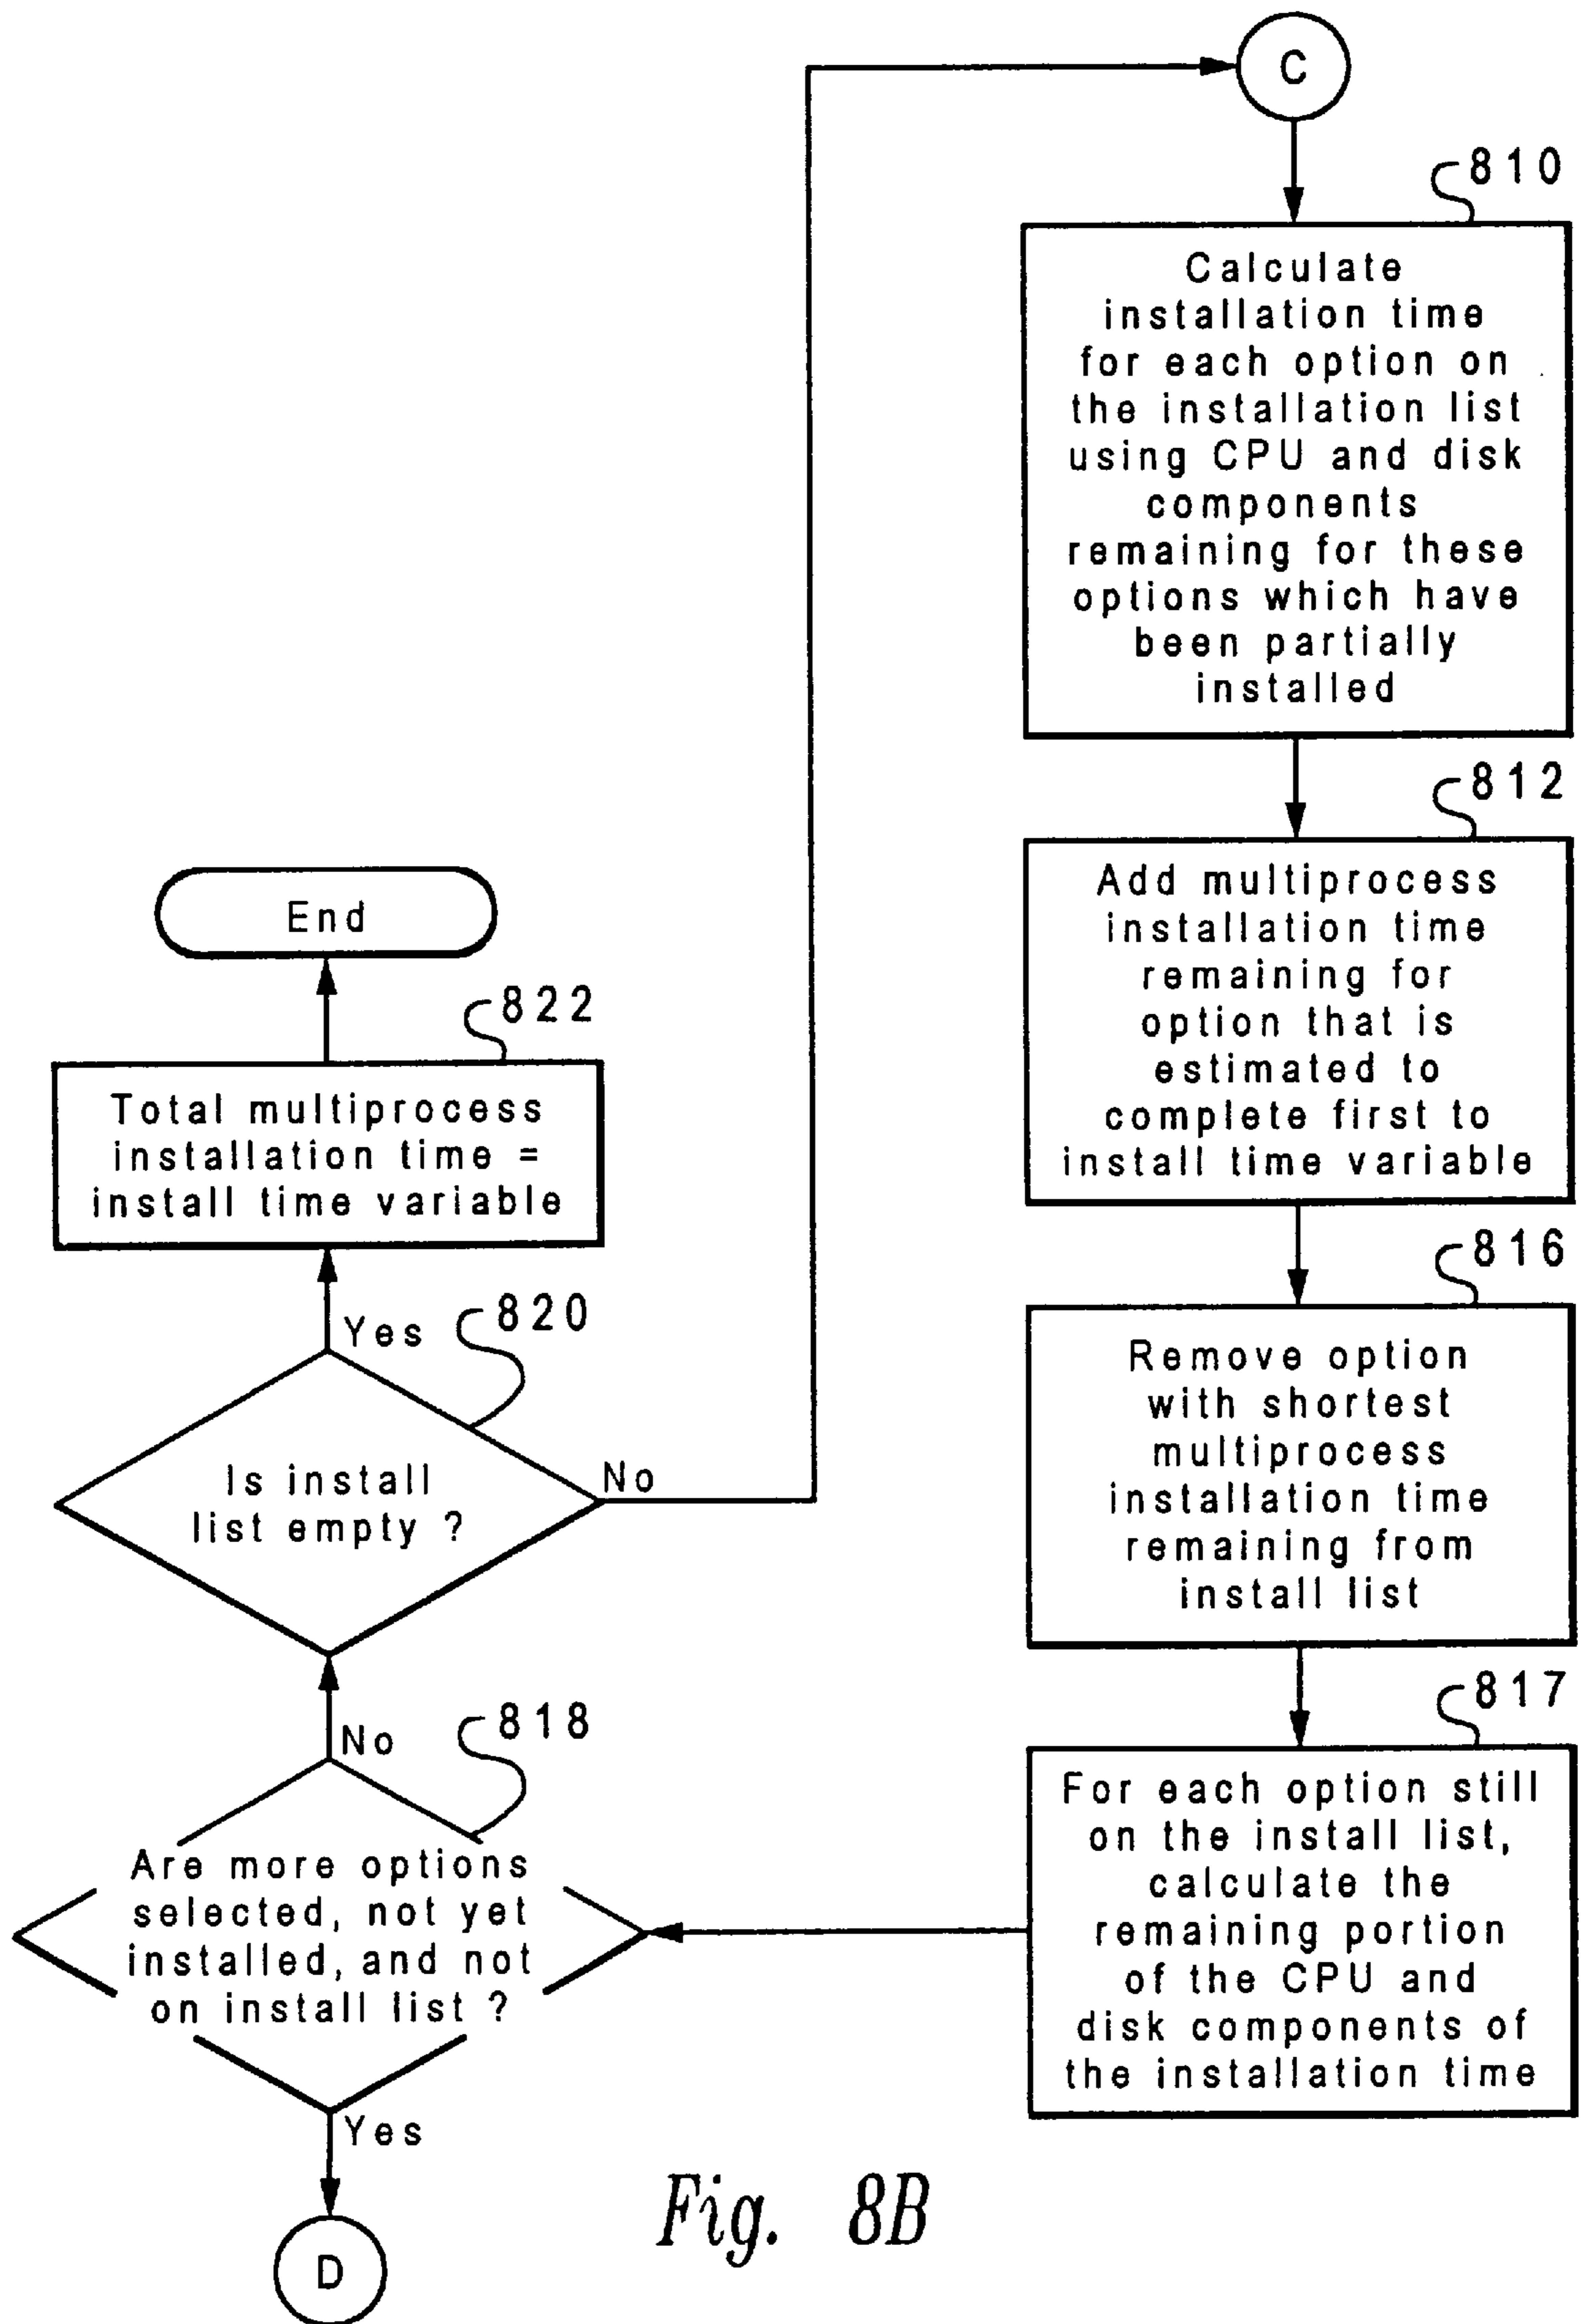 C
810
Calculate
installation time
for each option on
the installation list
using CPU and disk
components
remaining for these
options which have
been partially
installed
812
Add multiprocess
installation time
remaining for
option that is
estimated to
complete first to
install time variable
816
Remove option
with shortest
multiprocess
installation time
remaining from
install list
817
For each option still
on the install list,
calculate the
remaining portion
of the CPU and
disk components of
the installation time
818
Are more options
selected, not yet
installed, and not
on install list ?
Yes
D
No
820
Is install
list empty ?
No
Yes
822
Total multiprocess
installation time =
install time variable
End
Fig. 8B